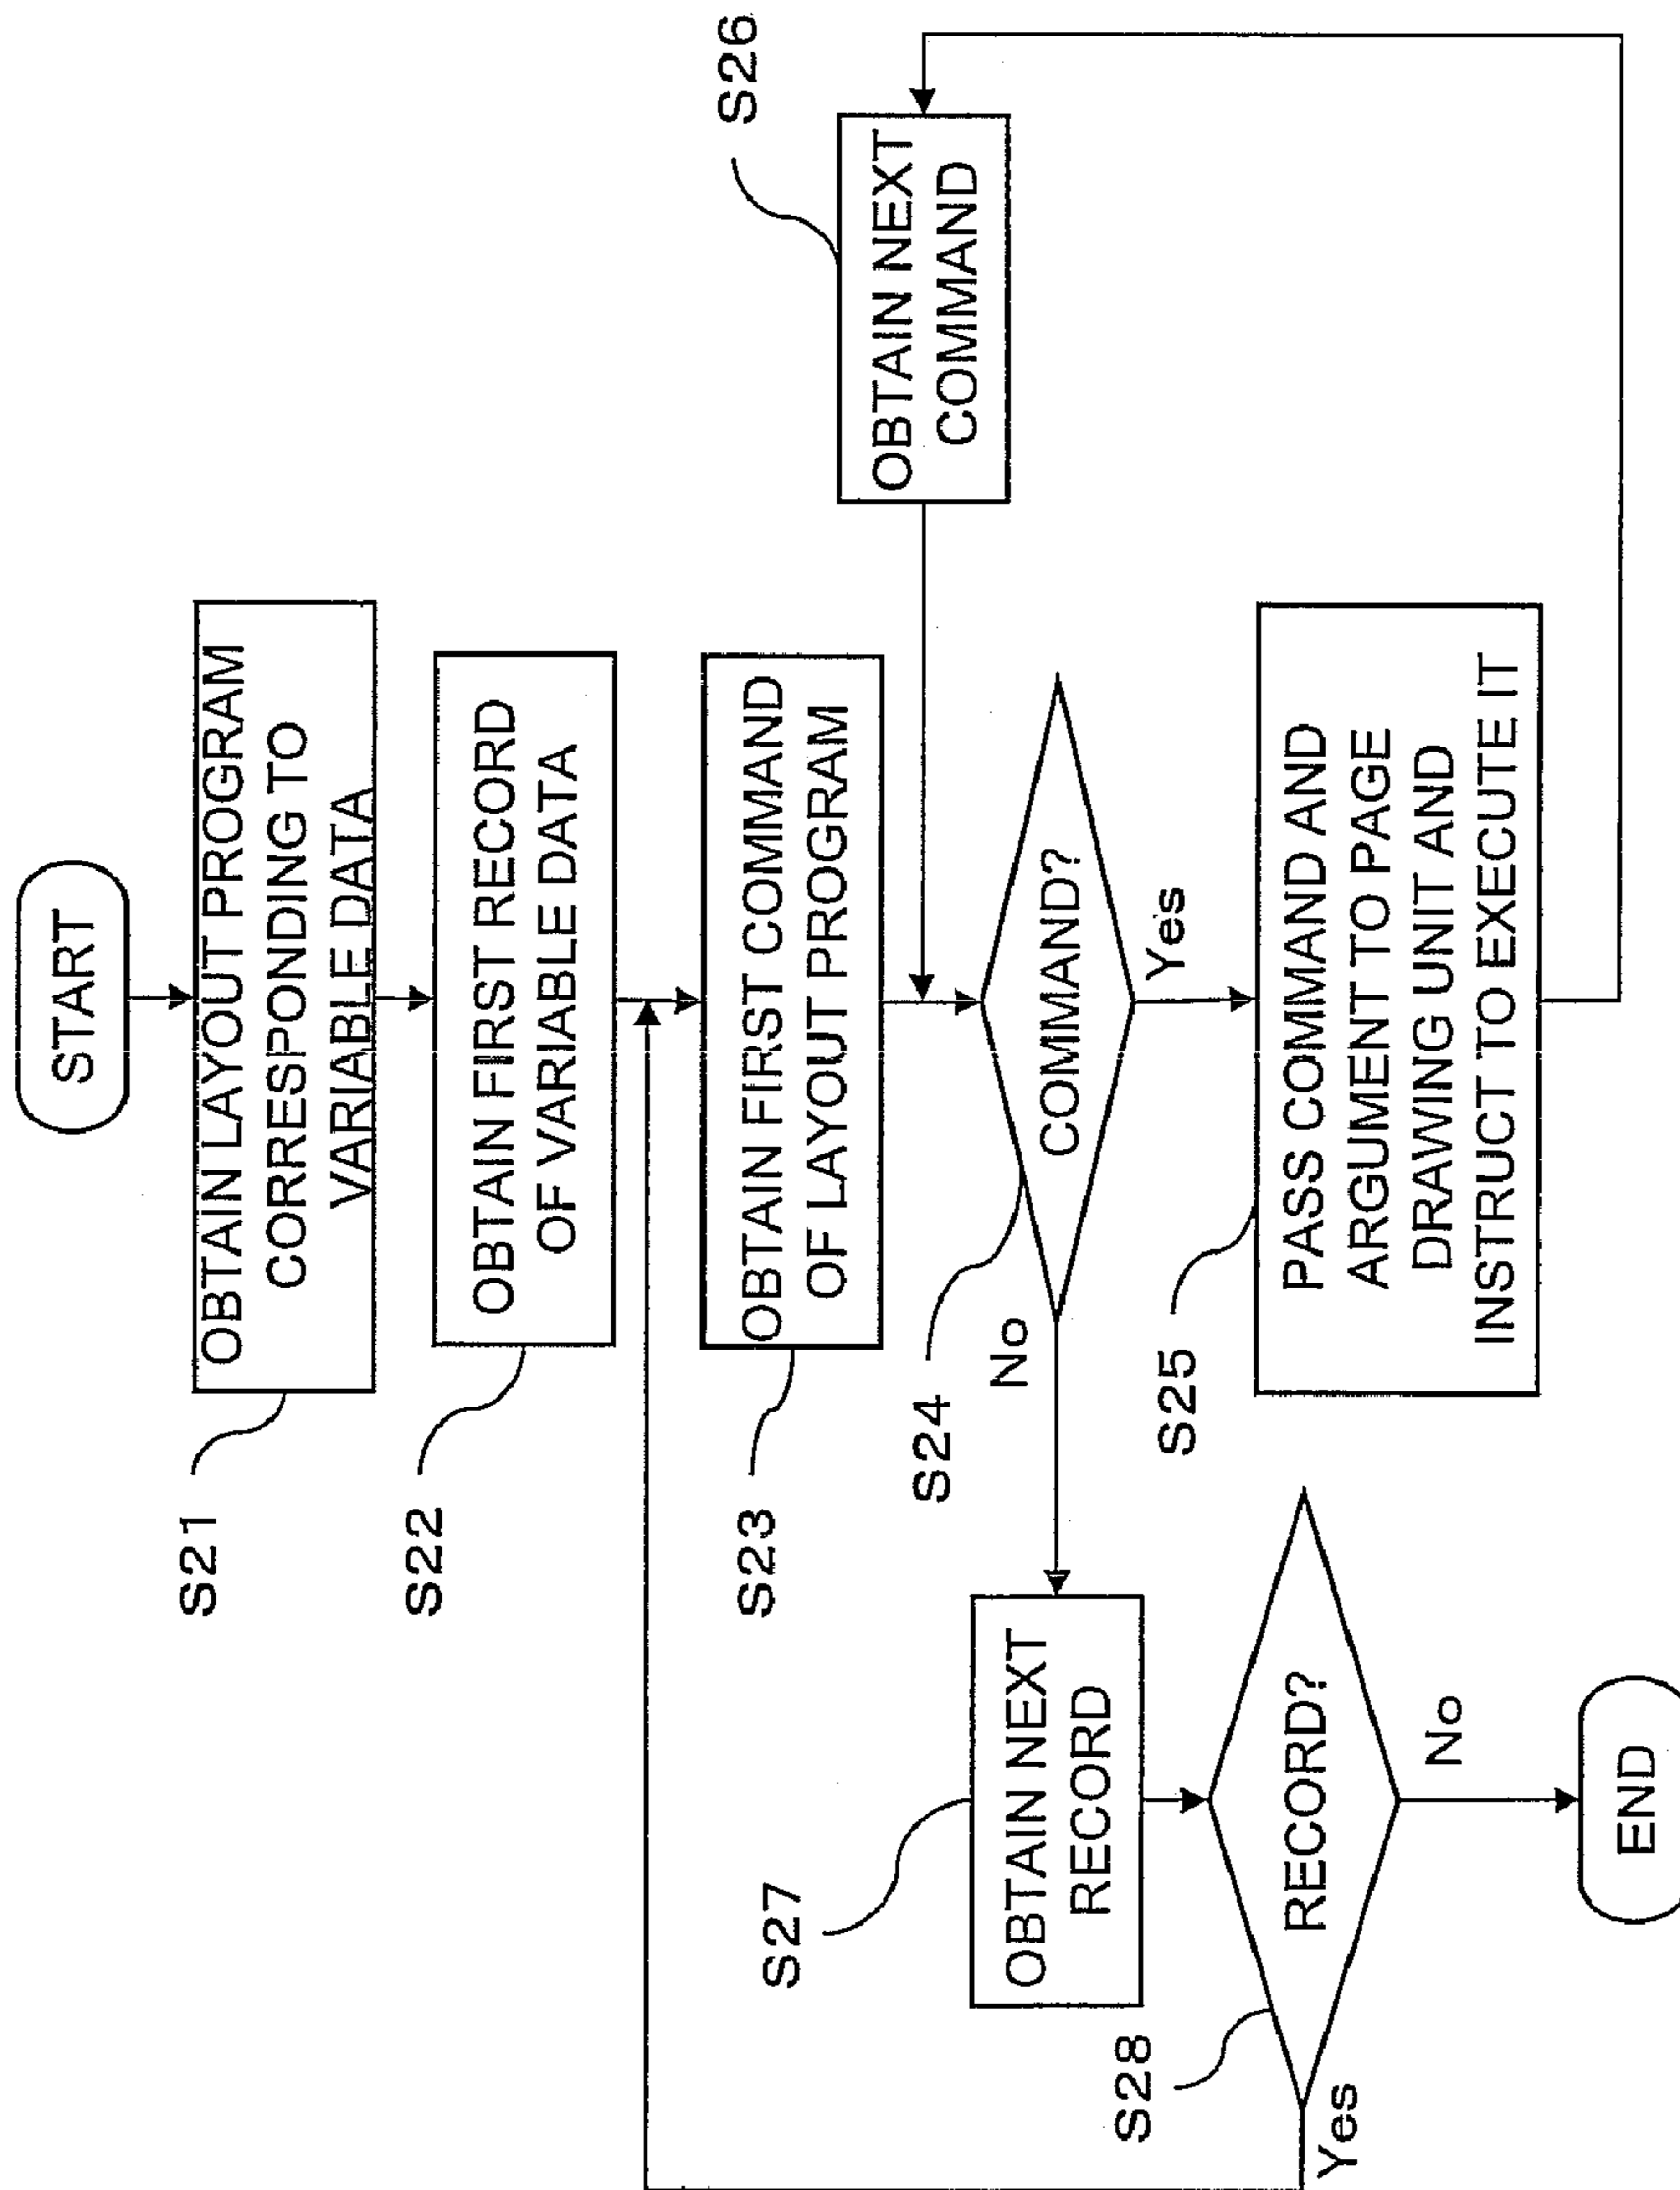 START
S21
OBTAIN LAYOUT PROGRAM
CORRESPONDING TO
VARIABLE DATA
S22
OBTAIN FIRST RECORD
OF VARIABLE DATA
S23
OBTAIN FIRST COMMAND
OF LAYOUT PROGRAM
S26
OBTAIN NEXT
COMMAND
S24
COMMAND?
No
Yes
S25
PASS COMMAND AND
ARGUMENT TO PAGE
DRAWING UNIT AND
INSTRUCT TO EXECUTE IT
S27
OBTAIN NEXT
RECORD
S28
RECORD?
Yes
No
END